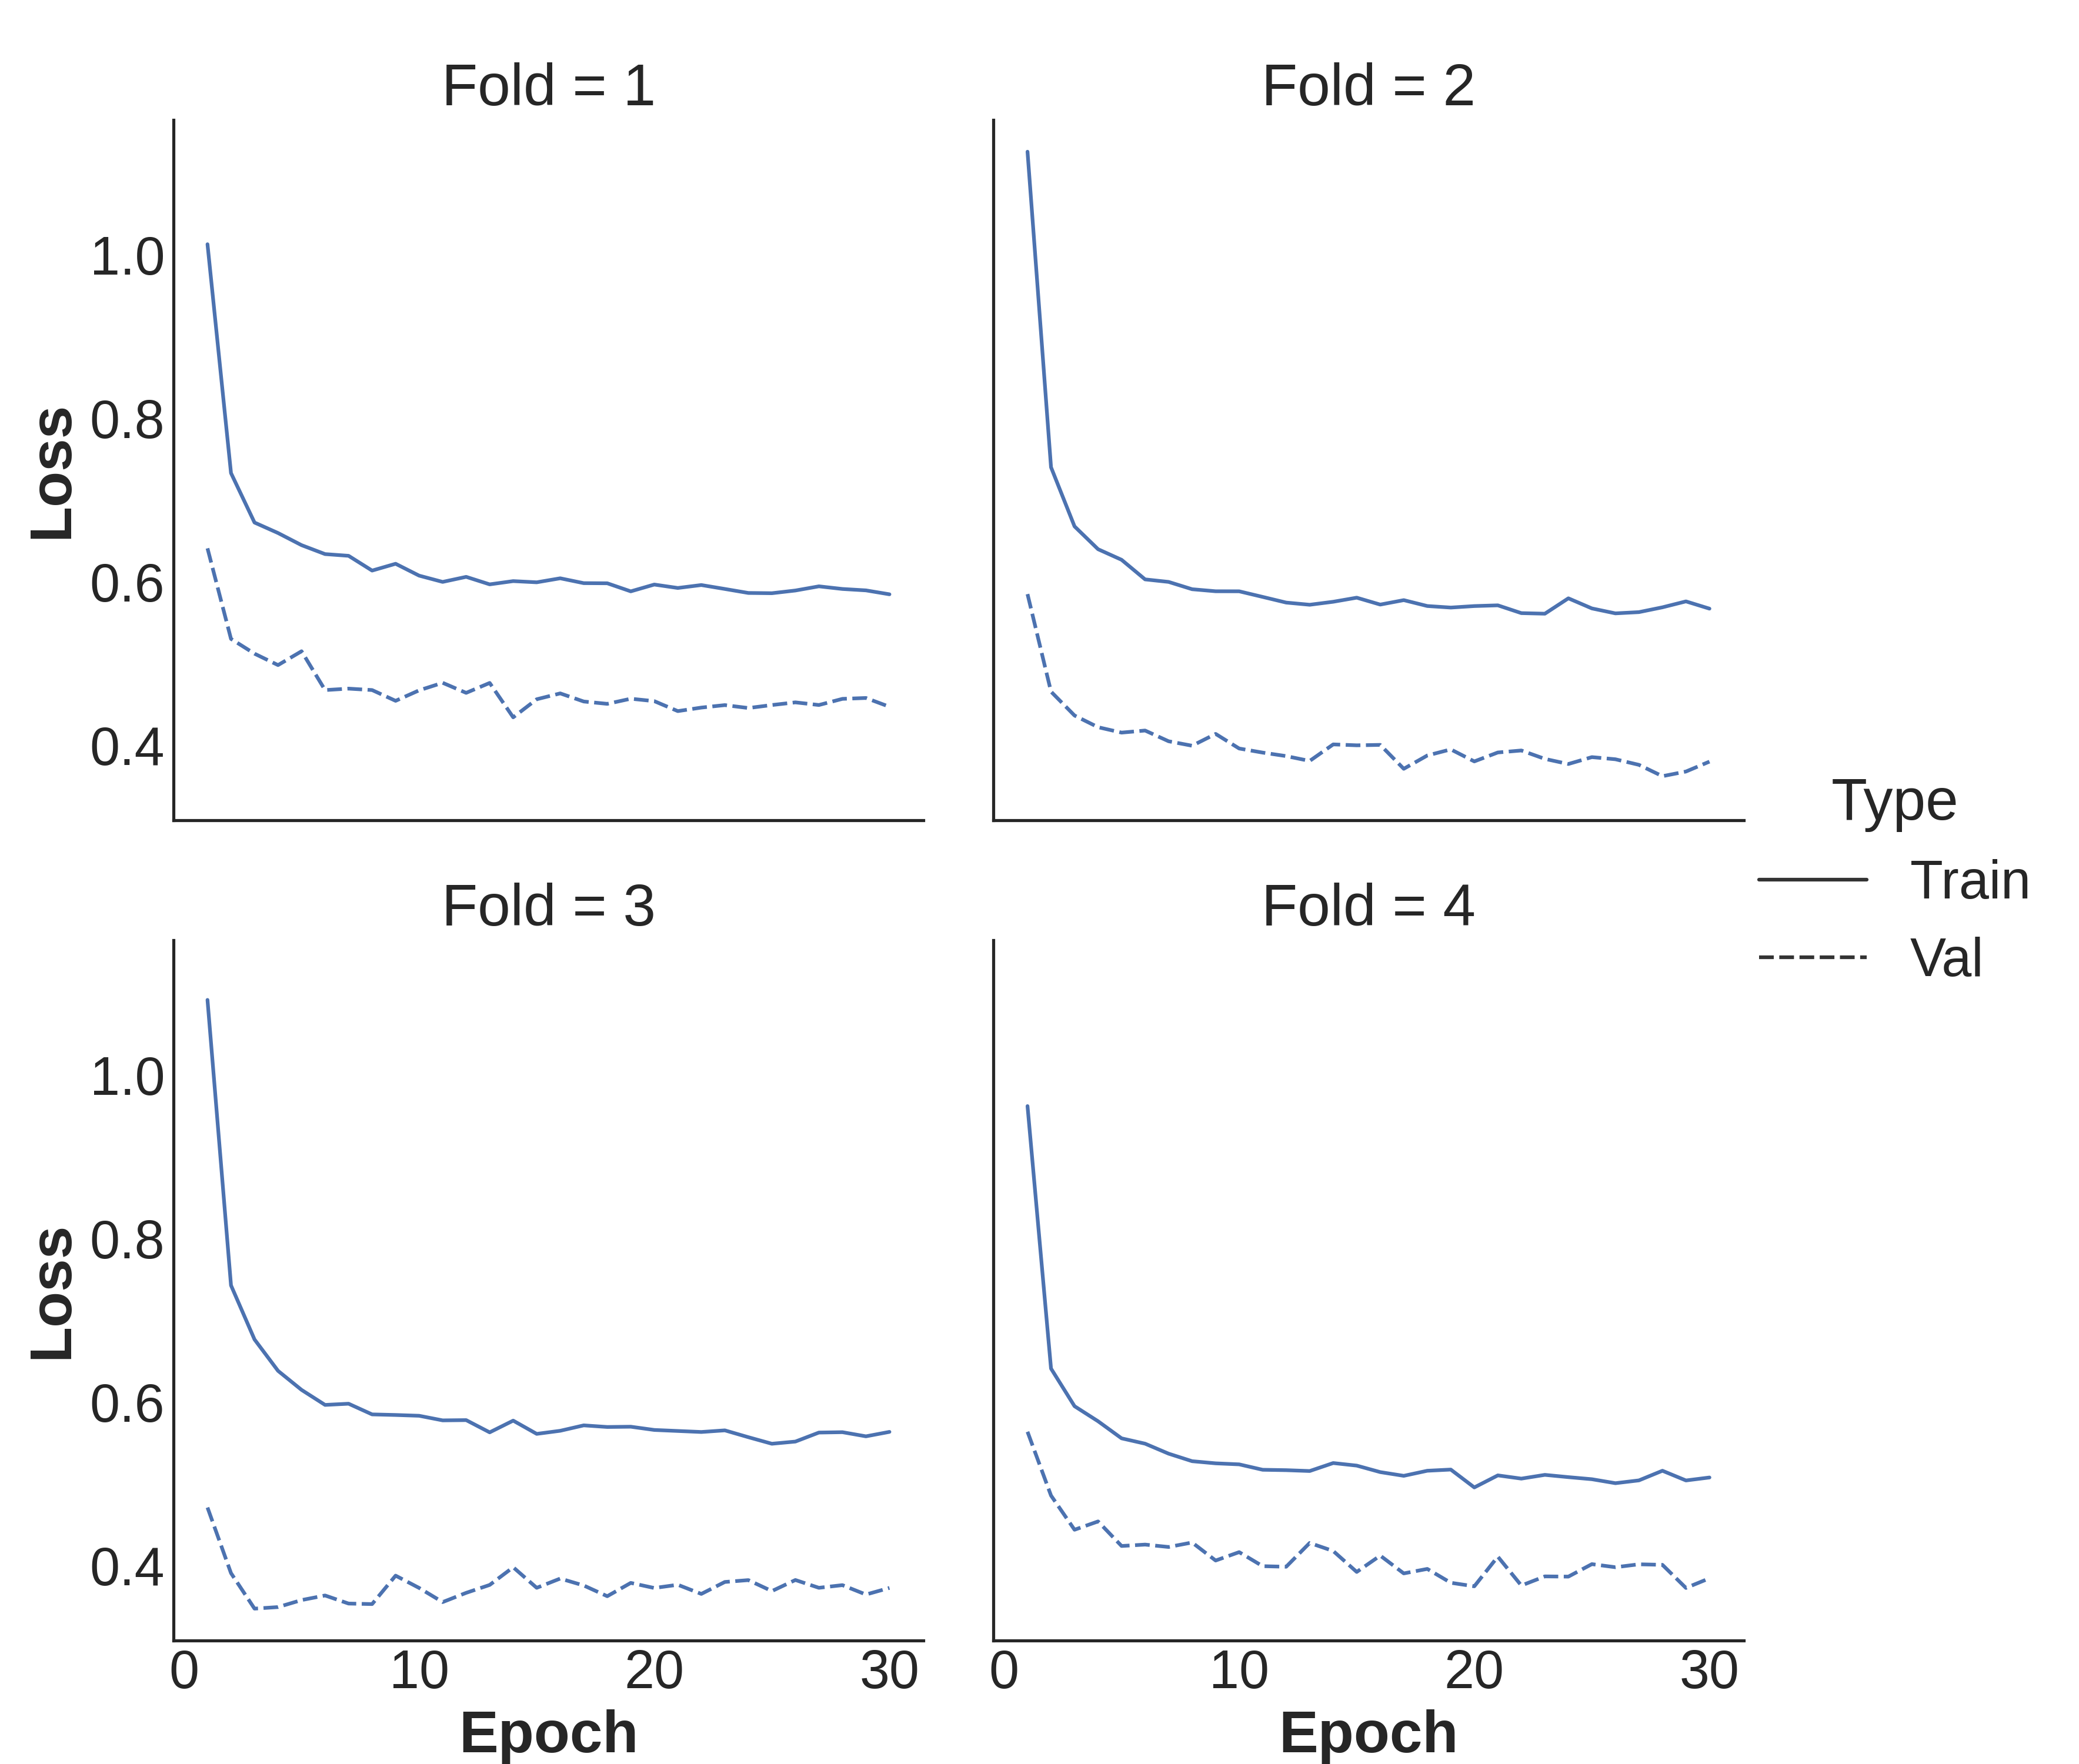 Fold = 1
Fold = 2
Loss
1.0
0.8
0.6
0.4
Type
Train
Val
Fold = 3
Fold = 4
Loss
1.0
0.8
0.6
0.4
0 10 20 30
0 10 20 30
Epoch
Epoch